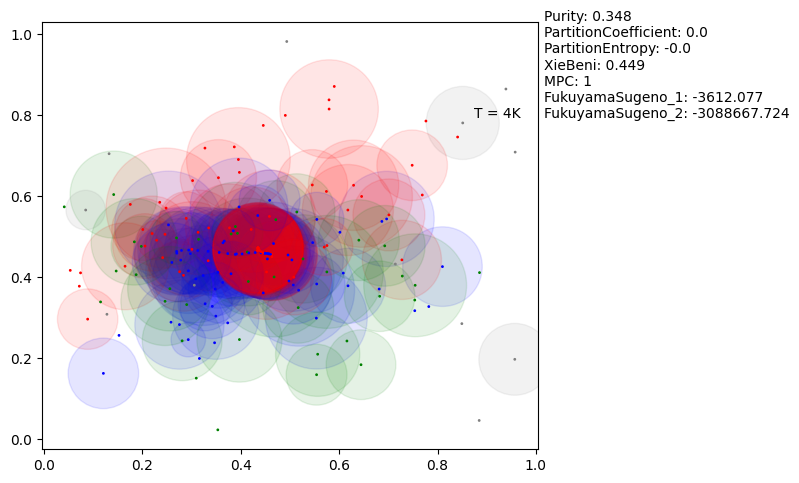 Purity: 0.348
PartitionCoefficient: 0.0
PartitionEntropy: -0.0
XieBeni: 0.449
MPC: 1
FukuyamaSugeno_1: -3612.077
FukuyamaSugeno_2: -3088667.724
T = 4K
1.0
0.8
0.6
0.4
0.2
0.0
0.0 0.2 0.4 0.6 0.8 1.0